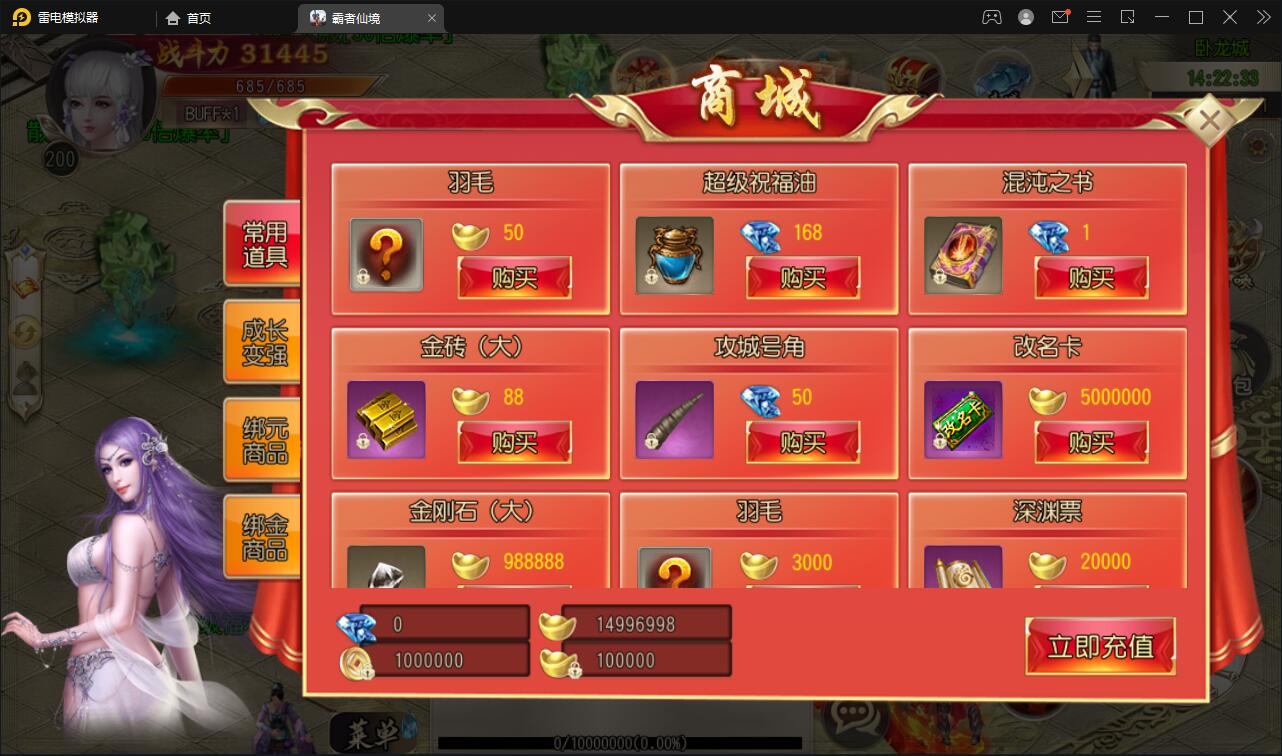 雷电模拟器
首页
霸者仙境
战斗力 31445
卧龙城
685/685
14:22:33
BUFF*1
200
商城
常用
道具
成长
变强
绑元
商品
绑金
商品
羽毛
50
购买
超级祝福油
168
购买
混沌之书
1
购买
金砖（大）
88
购买
攻城号角
50
购买
改名卡
改名卡
5000000
购买
金刚石（大）
988888
羽毛
3000
深渊票
20000
0
14996998
1000000
100000
立即充值
菜单
0/10000000(0.00%)